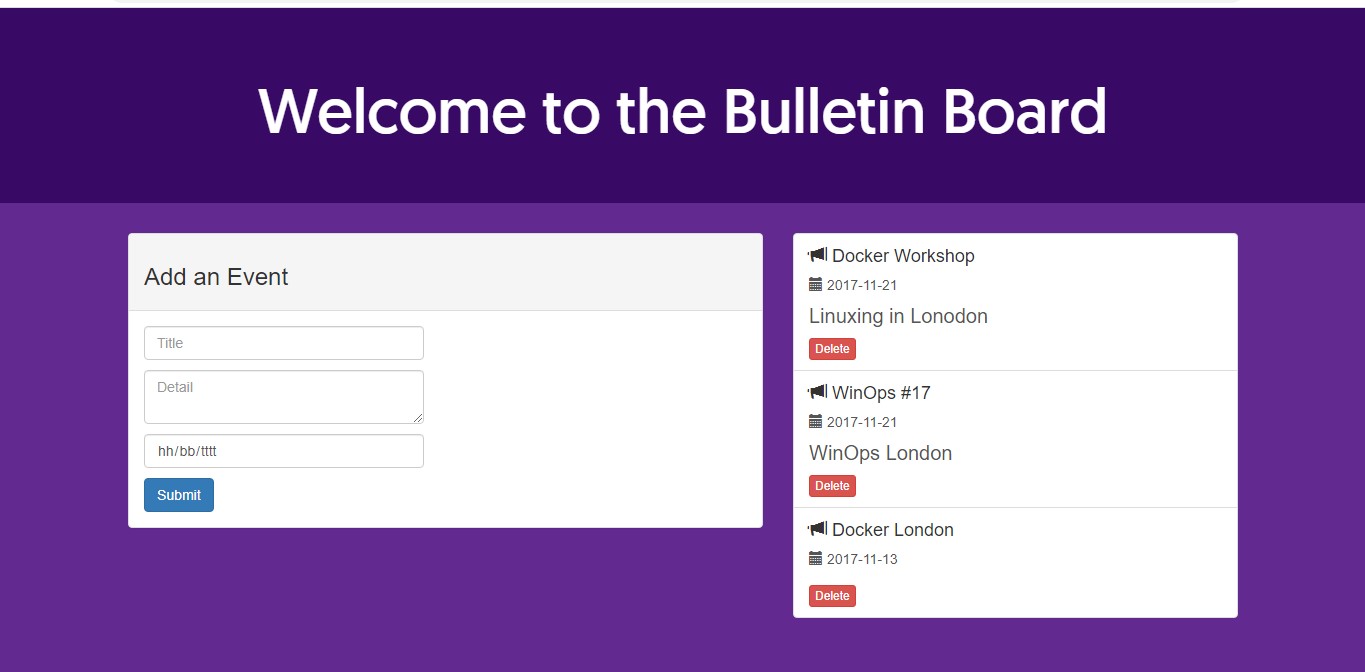 Welcome to the Bulletin Board
Add an Event
Title
Detail
hh/bb/tttt
Submit
Docker Workshop
2017-11-21
Linuxing in Lonodon
Delete
WinOps #17
2017-11-21
WinOps London
Delete
Docker London
2017-11-13
Delete